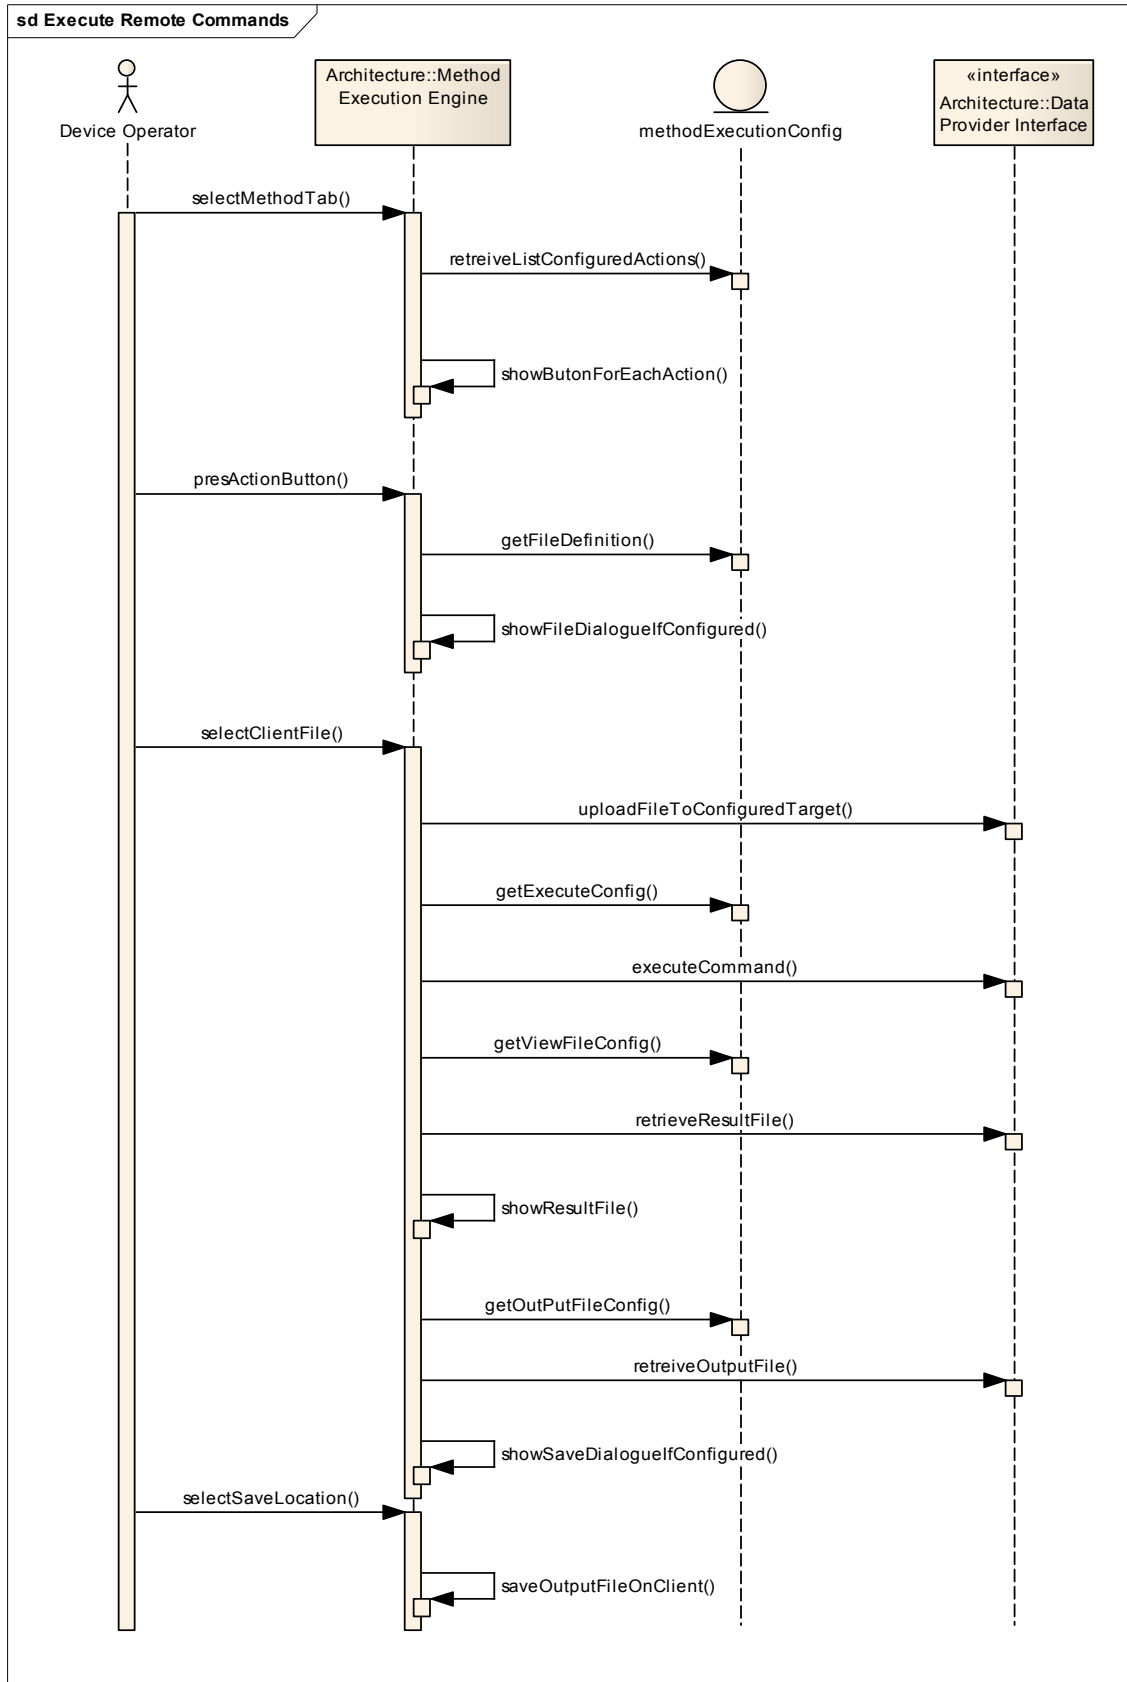 sd Execute Remote Commands
Device Operator
Architecture::Method
Execution Engine
methodExecutionConfig
«interface»
Architecture::Data
Provider Interface
selectMethodTab()
retreiveListConfiguredActions()
showButonForEachAction()
presActionButton()
getFileDefinition()
showFileDialogueIfConfigured()
selectClientFile()
uploadFileToConfiguredTarget()
getExecuteConfig()
executeCommand()
getViewFileConfig()
retrieveResultFile()
showResultFile()
getOutPutFileConfig()
retreiveOutputFile()
showSaveDialogueIfConfigured()
selectSaveLocation()
saveOutputFileOnClient()